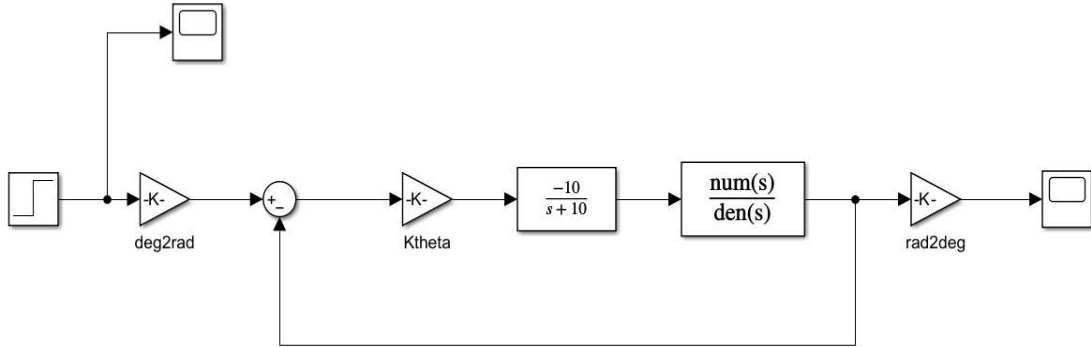 -K-
deg2rad
+
−
-K-
Ktheta
-10
s + 10
num(s)
den(s)
-K-
rad2deg